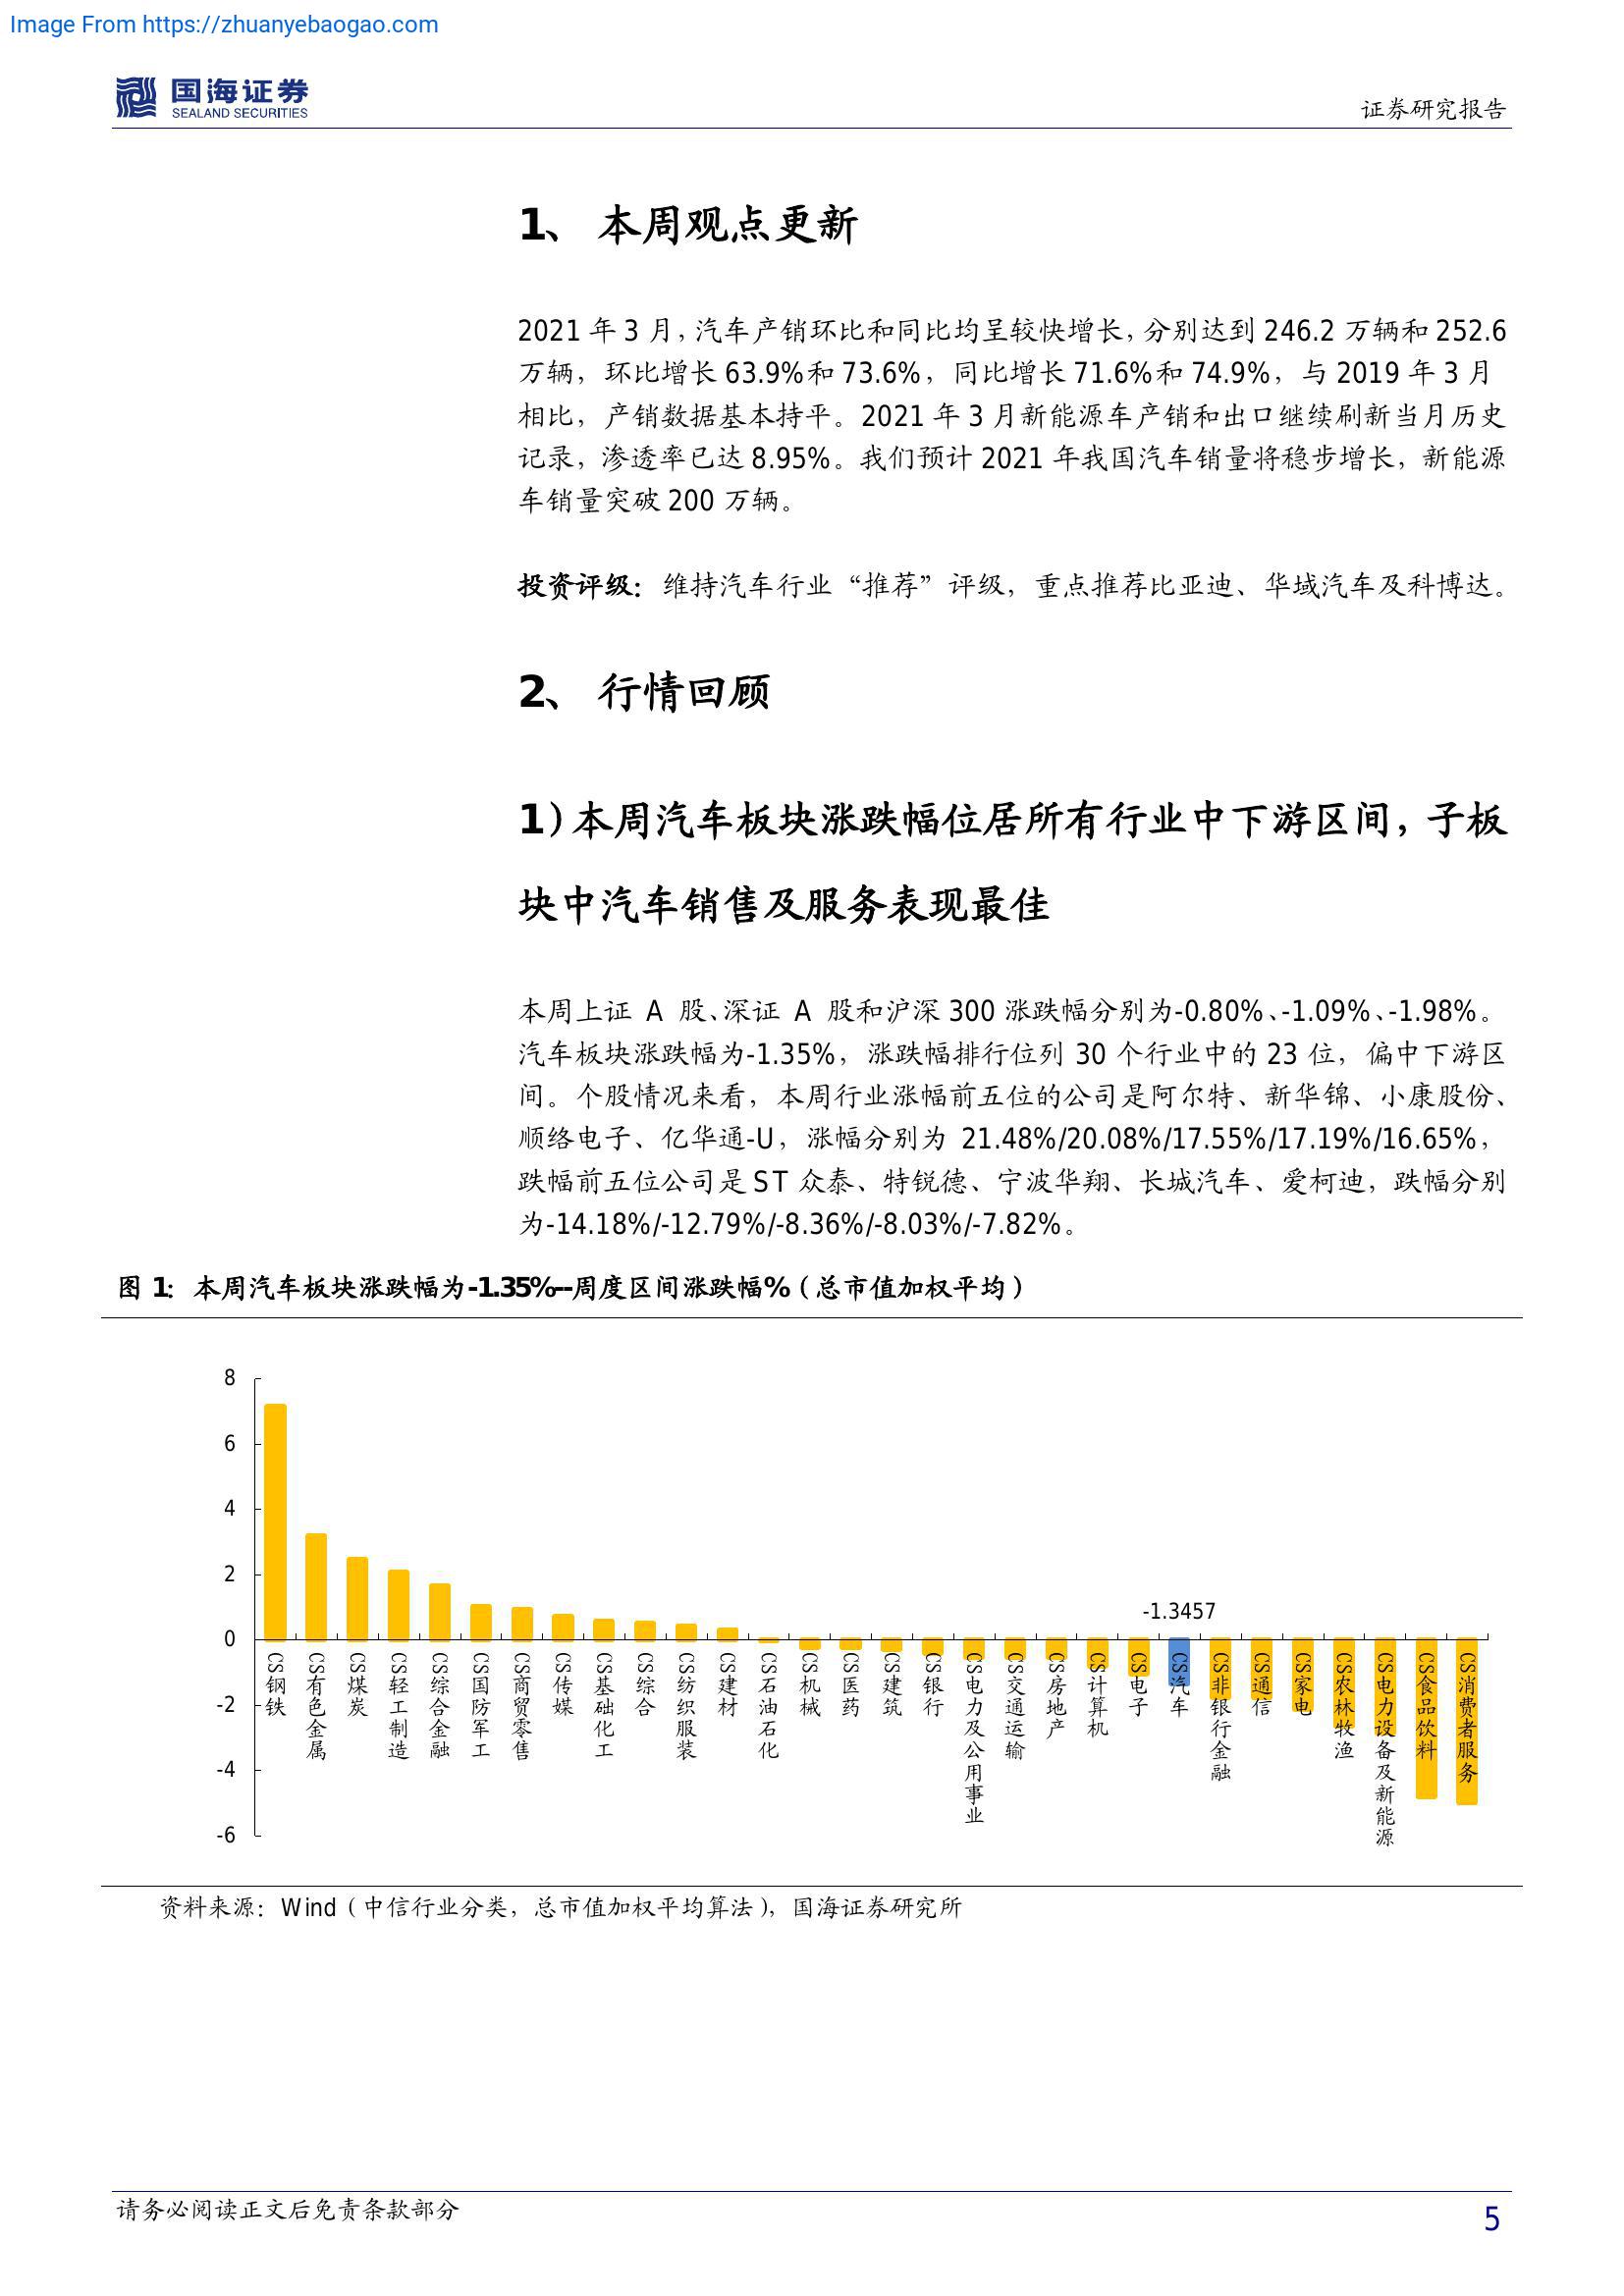 Image From https://zhuanyebaogao.com
国海证券
SEALAND SECURITIES
证券研究报告
1、 本周观点更新
2021 年 3 月，汽车产销环比和同比均呈较快增长，分别达到 246.2 万辆和 252.6
万辆，环比增长 63.9%和 73.6%，同比增长 71.6%和 74.9%，与 2019 年 3 月
相比，产销数据基本持平。2021 年 3 月新能源车产销和出口继续刷新当月历史
记录，渗透率已达 8.95%。我们预计 2021 年我国汽车销量将稳步增长，新能源
车销量突破 200 万辆。
投资评级：维持汽车行业“推荐”评级，重点推荐比亚迪、华域汽车及科博达。
2、 行情回顾
1）本周汽车板块涨跌幅位居所有行业中下游区间，子板
块中汽车销售及服务表现最佳
本周上证 A 股、深证 A 股和沪深 300 涨跌幅分别为-0.80%、-1.09%、-1.98%。
汽车板块涨跌幅为-1.35%，涨跌幅排行位列 30 个行业中的 23 位，偏中下游区
间。个股情况来看，本周行业涨幅前五位的公司是阿尔特、新华锦、小康股份、
顺络电子、亿华通-U，涨幅分别为 21.48%/20.08%/17.55%/17.19%/16.65%，
跌幅前五位公司是 ST 众泰、特锐德、宁波华翔、长城汽车、爱柯迪，跌幅分别
为-14.18%/-12.79%/-8.36%/-8.03%/-7.82%。
图 1：本周汽车板块涨跌幅为-1.35%--周度区间涨跌幅%（总市值加权平均）
8
6
4
2
0
-2
-4
-6
-1.3457
CS钢铁
CS有色金属
CS煤炭
CS轻工制造
CS综合金融
CS国防军工
CS商贸零售
CS传媒
CS基础化工
CS综合
CS纺织服装
CS建材
CS石油石化
CS机械
CS医药
CS建筑
CS银行
CS电力及公用事业
CS交通运输
CS房地产
CS计算机
CS电子
CS汽车
CS非银行金融
CS通信
CS家电
CS农林牧渔
CS电力设备及新能源
CS食品饮料
CS消费者服务
资料来源：Wind（中信行业分类，总市值加权平均算法），国海证券研究所
请务必阅读正文后免责条款部分
5